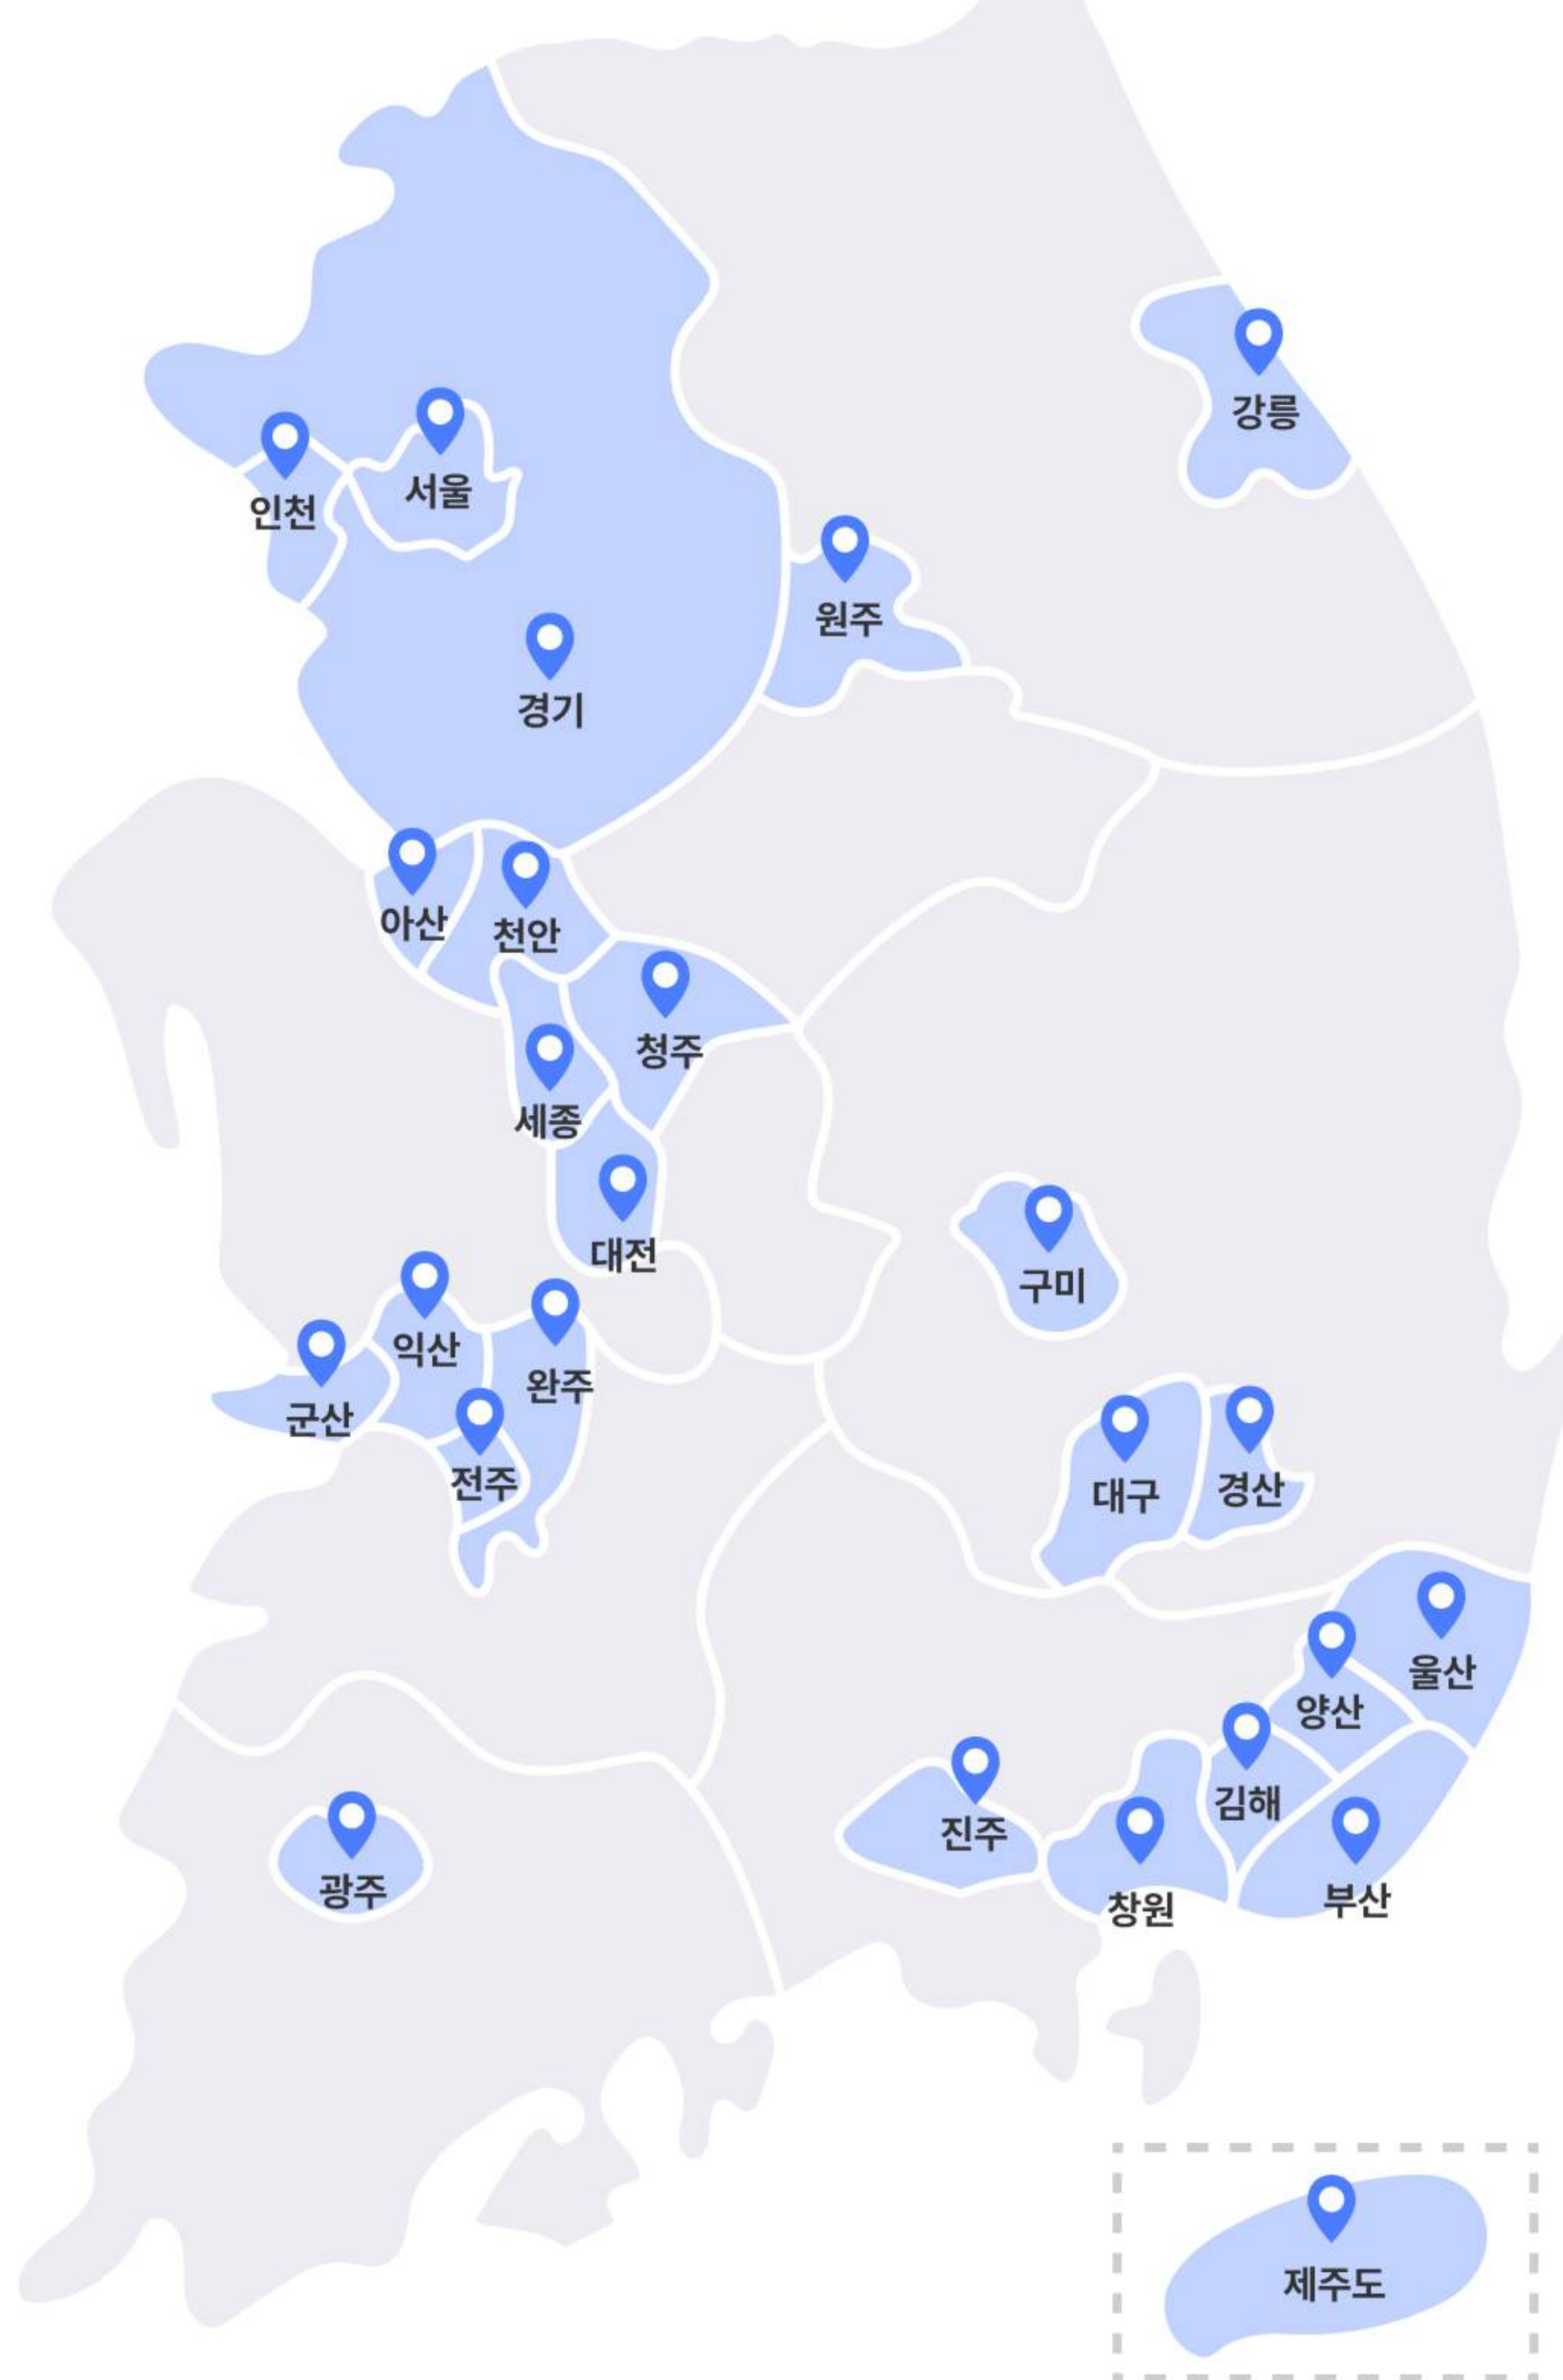 강릉
서울
인천
원주
경기
아산
천안
청주
세종
대전
구미
익산
완주
군산
전주
대구
경산
울산
양산
김해
진주
창원
부산
광주
제주도